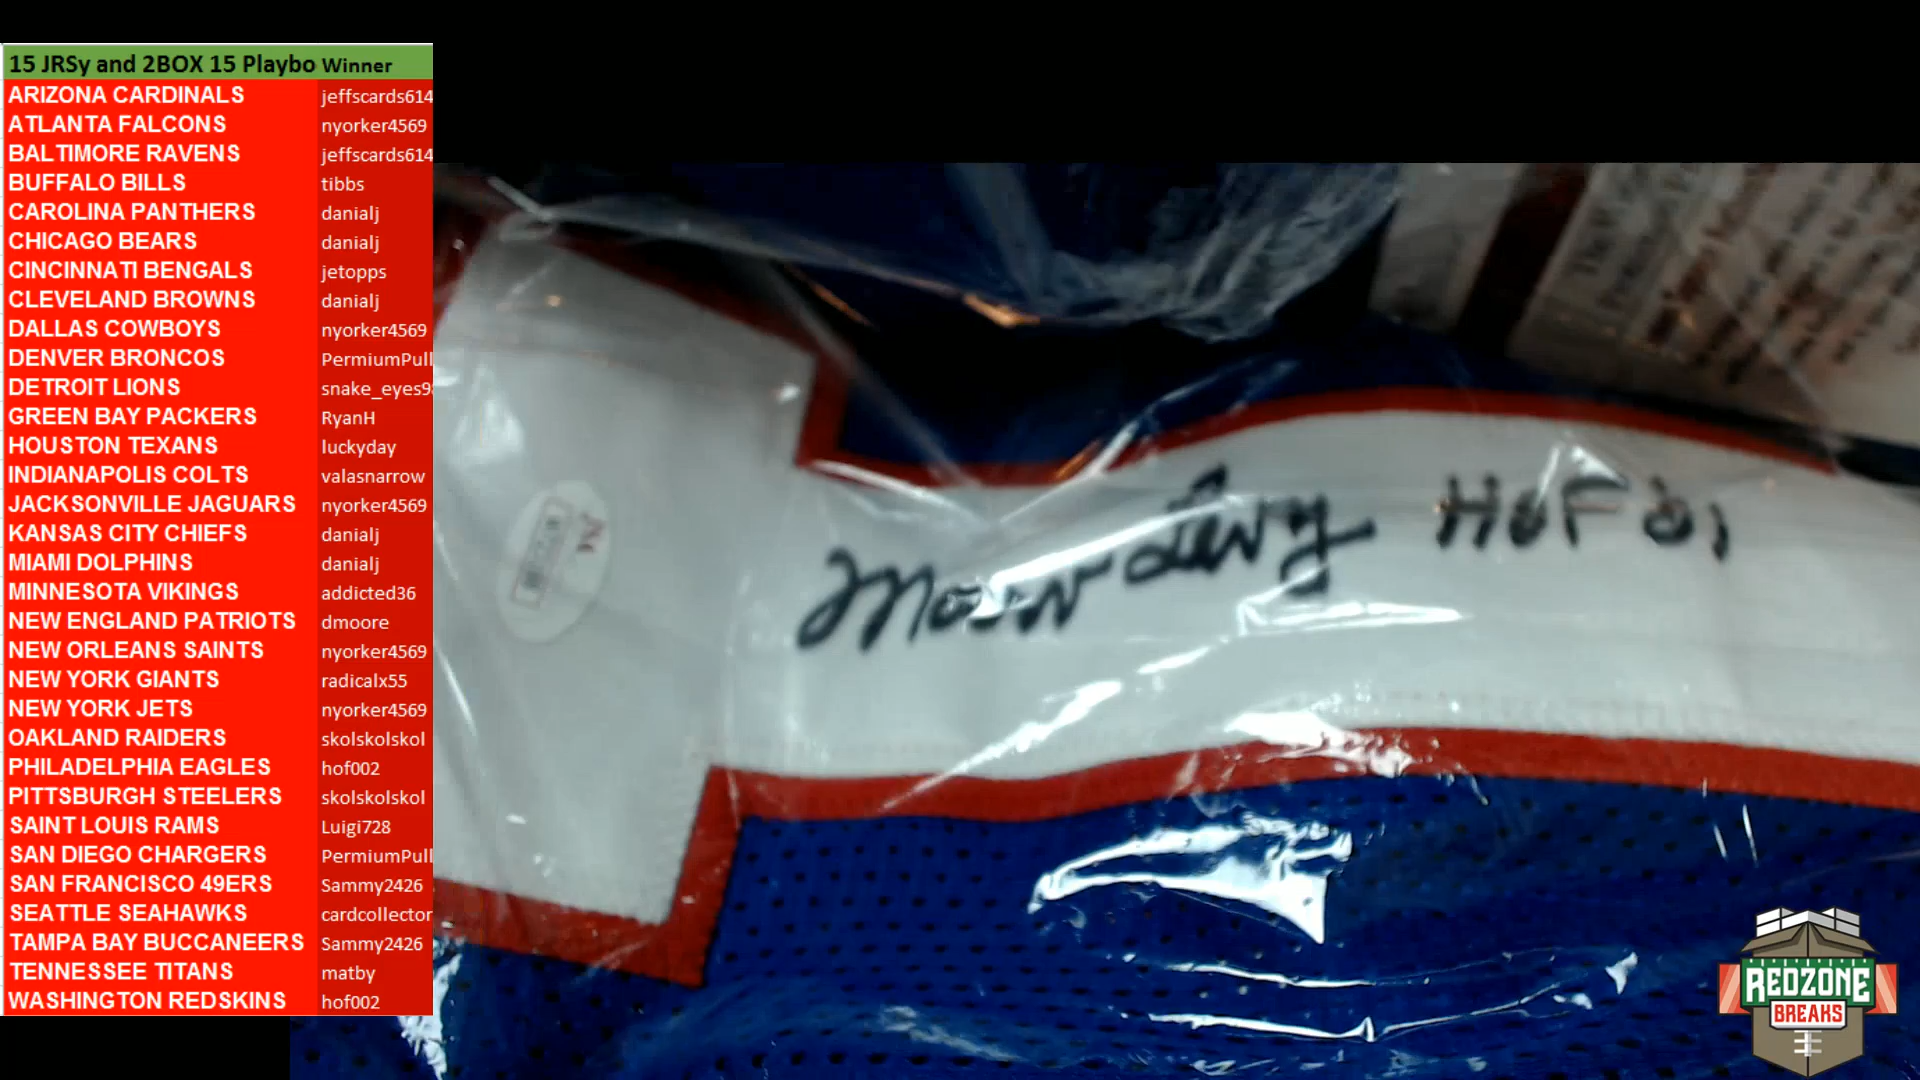 15 JRSy and 2BOX 15 Playbo Winner
ARIZONA CARDINALS jeffscards614
ATLANTA FALCONS nyorker4569
BALTIMORE RAVENS jeffscards614
BUFFALO BILLS tibbs
CAROLINA PANTHERS danialj
CHICAGO BEARS danialj
CINCINNATI BENGALS jetopps
CLEVELAND BROWNS danialj
DALLAS COWBOYS nyorker4569
DENVER BRONCOS PermiumPull
DETROIT LIONS snake_eyes9
GREEN BAY PACKERS RyanH
HOUSTON TEXANS luckyday
INDIANAPOLIS COLTS valasnarrow
JACKSONVILLE JAGUARS nyorker4569
KANSAS CITY CHIEFS danialj
MIAMI DOLPHINS danialj
MINNESOTA VIKINGS addicted36
NEW ENGLAND PATRIOTS dmoore
NEW ORLEANS SAINTS nyorker4569
NEW YORK GIANTS radicalx55
NEW YORK JETS nyorker4569
OAKLAND RAIDERS skolskolskol
PHILADELPHIA EAGLES hof002
PITTSBURGH STEELERS skolskolskol
SAINT LOUIS RAMS Luigi728
SAN DIEGO CHARGERS PermiumPull
SAN FRANCISCO 49ERS Sammy2426
SEATTLE SEAHAWKS cardcollector
TAMPA BAY BUCCANEERS Sammy2426
TENNESSEE TITANS matby
WASHINGTON REDSKINS hof002
Marv Levy HoF 01
REDZONE
BREAKS